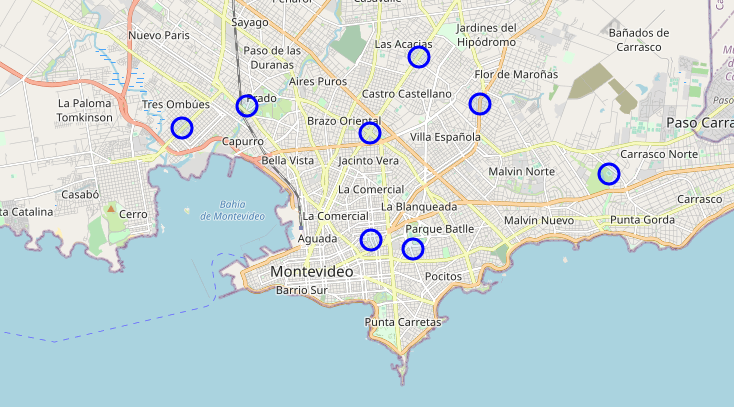 Sayago
Casavalle
Nuevo Paris
Las Acacias
Jardines del
Hipódromo
Bañados de
Carrasco
Paso de las
Duranas
Aires Puros
Flor de Maroñas
La Paloma
Tomkinson
Tres Ombúes
Prado
Castro Castellano
Brazo Oriental
Capurro
Villa Española
Paso Carra
Bella Vista
Jacinto Vera
Carrasco Norte
Malvin Norte
Casabó
La Comercial
Carrasco
ta Catalina
Cerro
Bahia
de Montevideo
La Comercial
La Blanqueada
Malvin Nuevo
Punta Gorda
Aguada
Parque Batlle
Montevideo
Pocitos
Barrio Sur
Punta Carretas